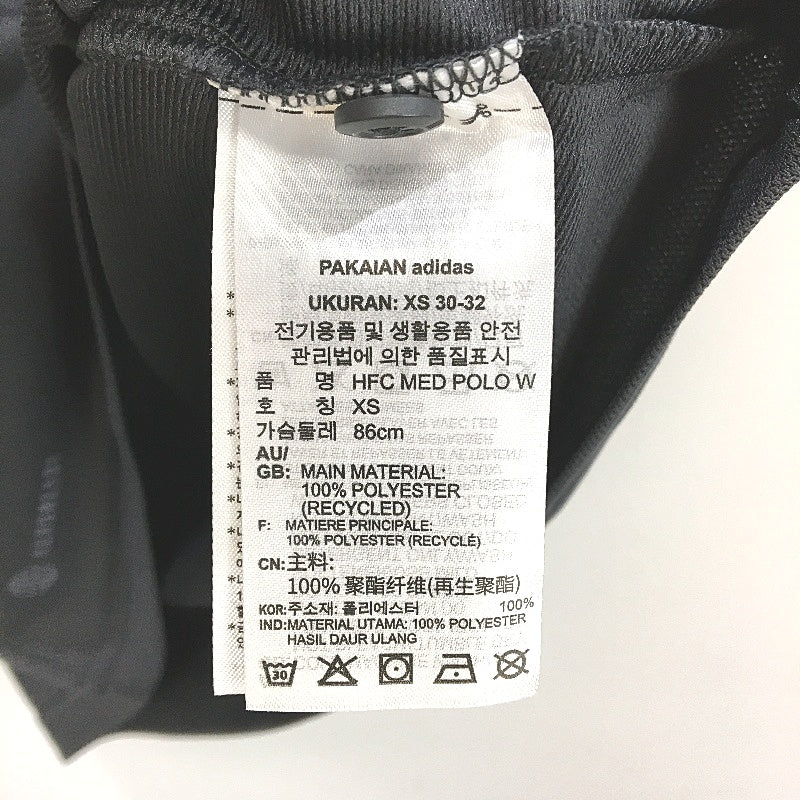 PAKAIAN adidas
UKURAN: XS 30-32
전기용품 및 생활용품 안전
관리법에 의한 품질표시
품 명 HFC MED POLO W
호 칭 XS
가슴둘레 86cm
AU/
GB: MAIN MATERIAL:
100% POLYESTER
(RECYCLED)
F: MATIERE PRINCIPALE:
100% POLYESTER (RECYCLÉ)
CN:主料:
100% 聚酯纤维(再生聚酯)
KOR:주소재: 폴리에스터 100%
IND:MATERIAL UTAMA: 100% POLYESTER
HASIL DAUR ULANG
30